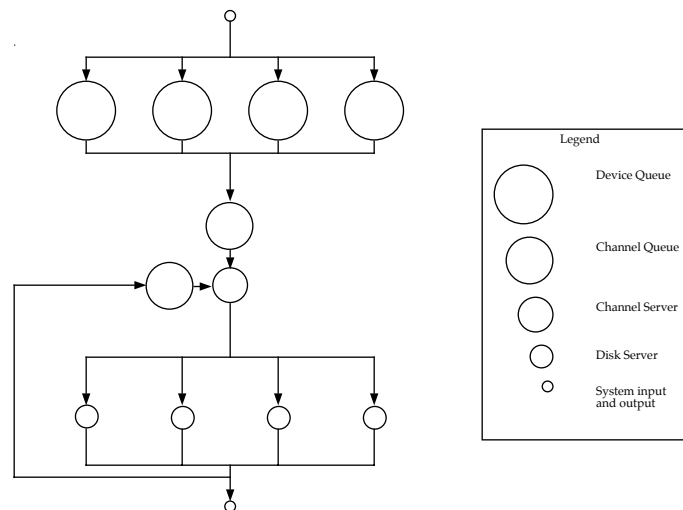 Legend
Device Queue
Channel Queue
Channel Server
Disk Server
System input
and output